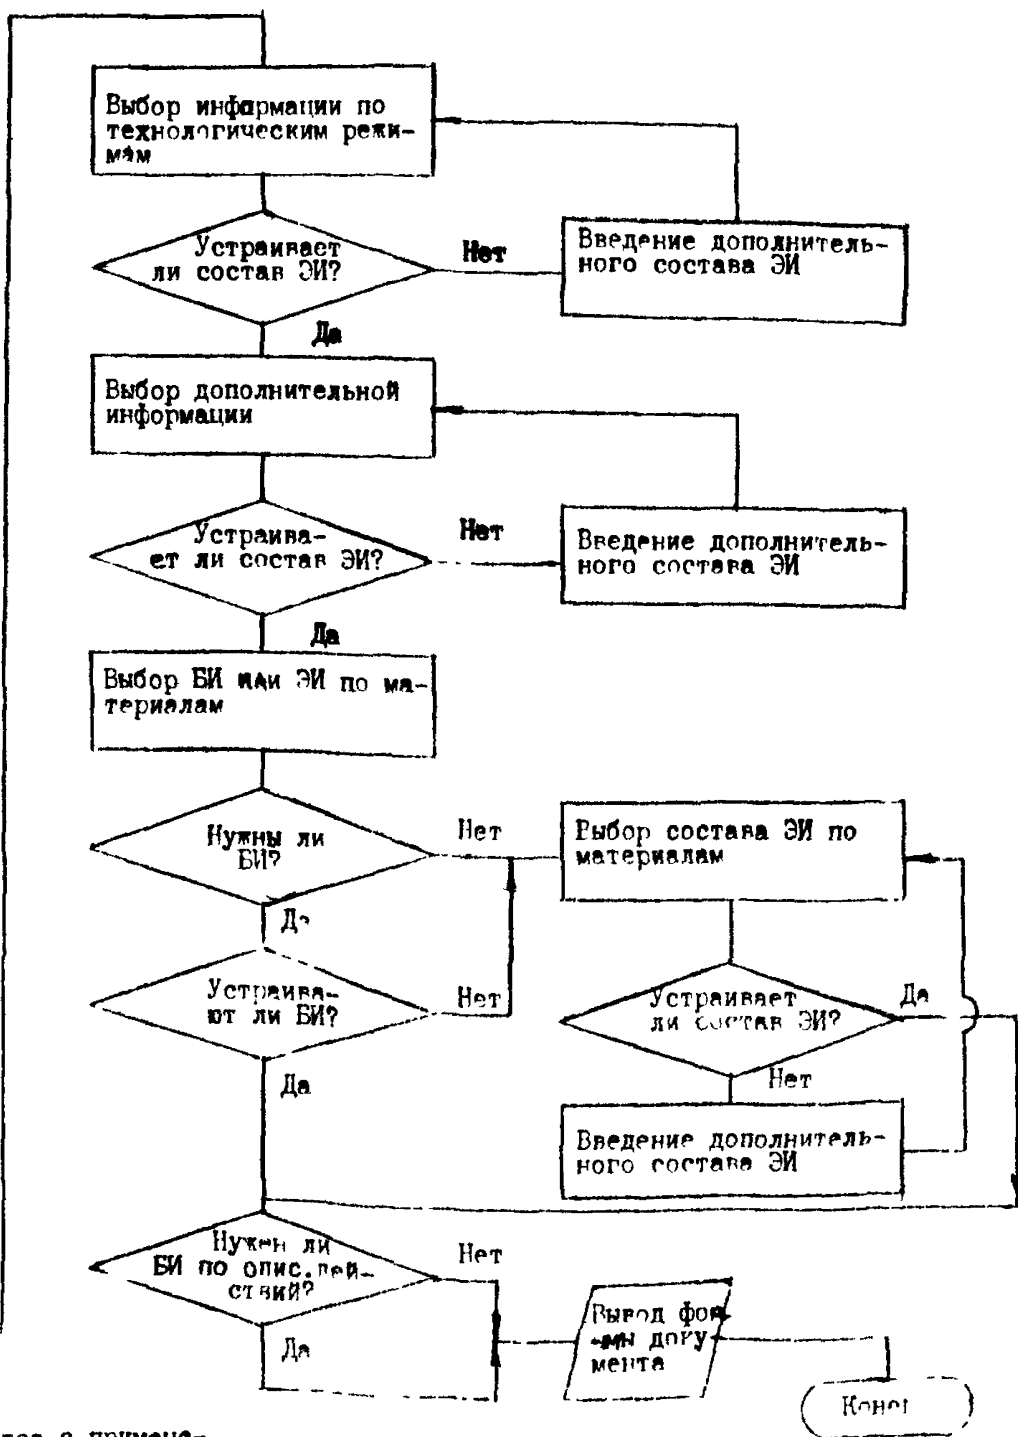 Выбор информации по
технологическим режи-
мам
Устраивает
ли состав ЭИ?
Нет
Введение дополнитель-
ного состава ЭИ
Да
Выбор дополнительной
информации
Устраива-
ет ли состав ЭИ?
Нет
Введение дополнитель-
ного состава ЭИ
Да
Выбор БИ или ЭИ по ма-
териалам
Нужны ли
БИ?
Нет
Выбор состава ЭИ по
материалам
Да
Устраива-
ют ли БИ?
Нет
Устраивает
ли состав ЭИ?
Да
Да
Нет
Введение дополнитель-
ного состава ЭИ
Нужен ли
БИ по опис.дей-
ствий?
Нет
Да
Вывод фор-
мы доку-
мента
Конец